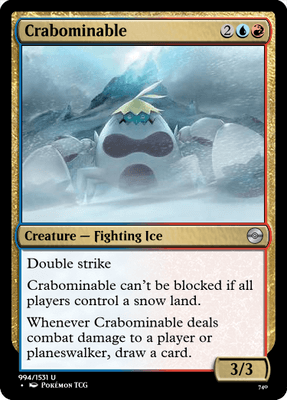 Crabominable 2
Creature — Fighting Ice
Double strike
Crabominable can't be blocked if all
players control a snow land.
Whenever Crabominable deals
combat damage to a player or
planeswalker, draw a card.
3/3
994/1531 U
Pokémon TCG